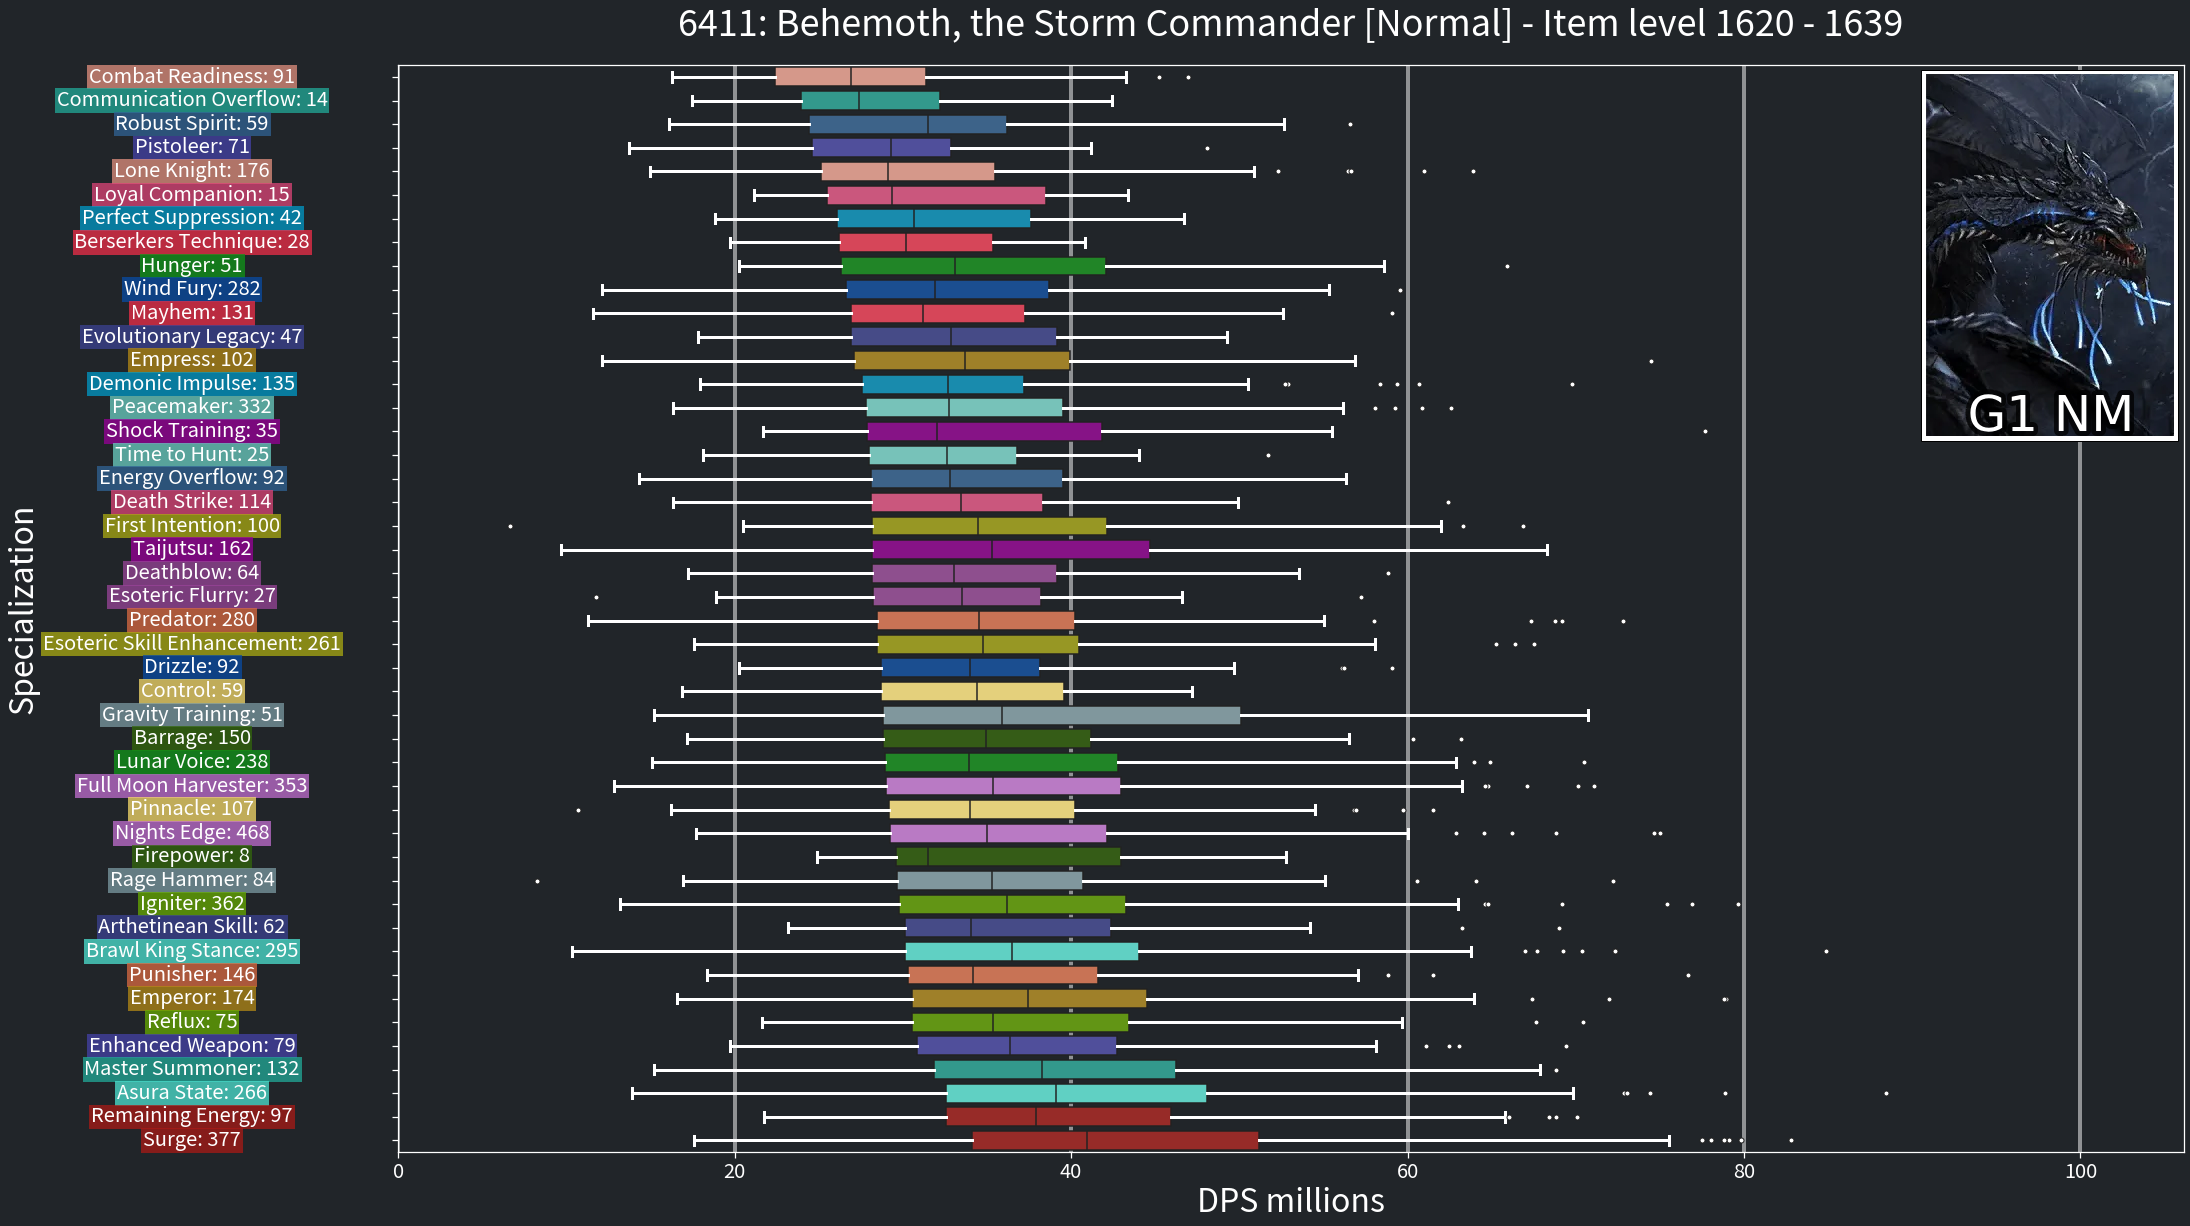 6411: Behemoth, the Storm Commander [Normal] - Item level 1620 - 1639
Combat Readiness: 91
Communication Overflow: 14
Robust Spirit: 59
Pistoleer: 71
Lone Knight: 176
Loyal Companion: 15
Perfect Suppression: 42
Berserkers Technique: 28
Hunger: 51
Wind Fury: 282
Mayhem: 131
Evolutionary Legacy: 47
Empress: 102
Demonic Impulse: 135
Peacemaker: 332
Shock Training: 35
Time to Hunt: 25
Energy Overflow: 92
Death Strike: 114
First Intention: 100
Taijutsu: 162
Deathblow: 64
Esoteric Flurry: 27
Predator: 280
Esoteric Skill Enhancement: 261
Drizzle: 92
Control: 59
Gravity Training: 51
Barrage: 150
Lunar Voice: 238
Full Moon Harvester: 353
Pinnacle: 107
Nights Edge: 468
Firepower: 8
Rage Hammer: 84
Igniter: 362
Arthetinean Skill: 62
Brawl King Stance: 295
Punisher: 146
Emperor: 174
Reflux: 75
Enhanced Weapon: 79
Master Summoner: 132
Asura State: 266
Remaining Energy: 97
Surge: 377
Specialization
G1 NM
0 20 40 60 80 100
DPS millions